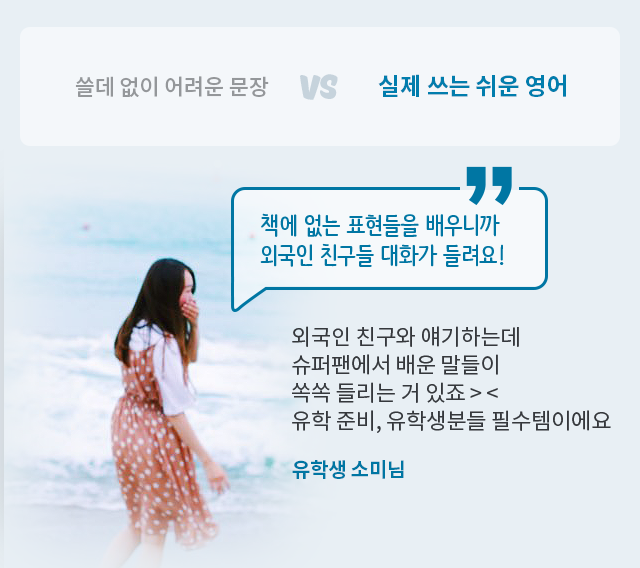 쓸데 없이 어려운 문장 VS 실제 쓰는 쉬운 영어
책에 없는 표현들을 배우니까
외국인 친구들 대화가 들려요!
외국인 친구와 얘기하는데
슈퍼팬에서 배운 말들이
쏙쏙 들리는 거 있죠 > <
유학 준비, 유학생분들 필수템이에요
유학생 소미님